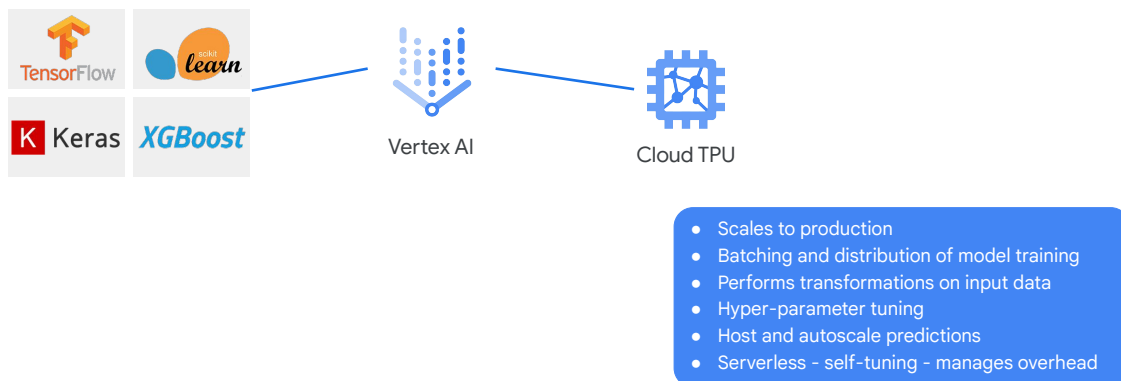 TensorFlow
scikit
learn
K Keras
XGBoost
Vertex AI
Cloud TPU
● Scales to production
● Batching and distribution of model training
● Performs transformations on input data
● Hyper-parameter tuning
● Host and autoscale predictions
● Serverless - self-tuning - manages overhead